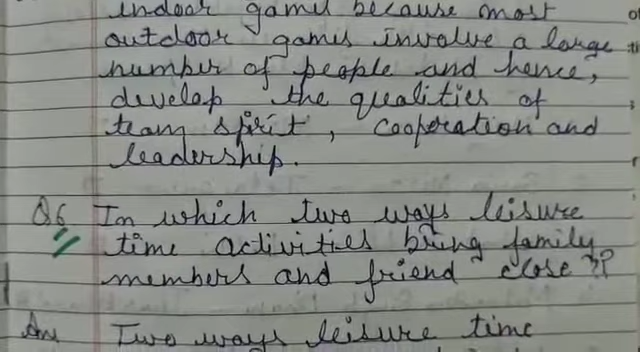 indoor games because most
outdoor games involve a large
number of people and hence,
develop the qualities of
team spirit, cooperation and
leadership.
Q6 In which two ways leisure
time activities bring family
members and friend close??
Ans Two ways leisure time